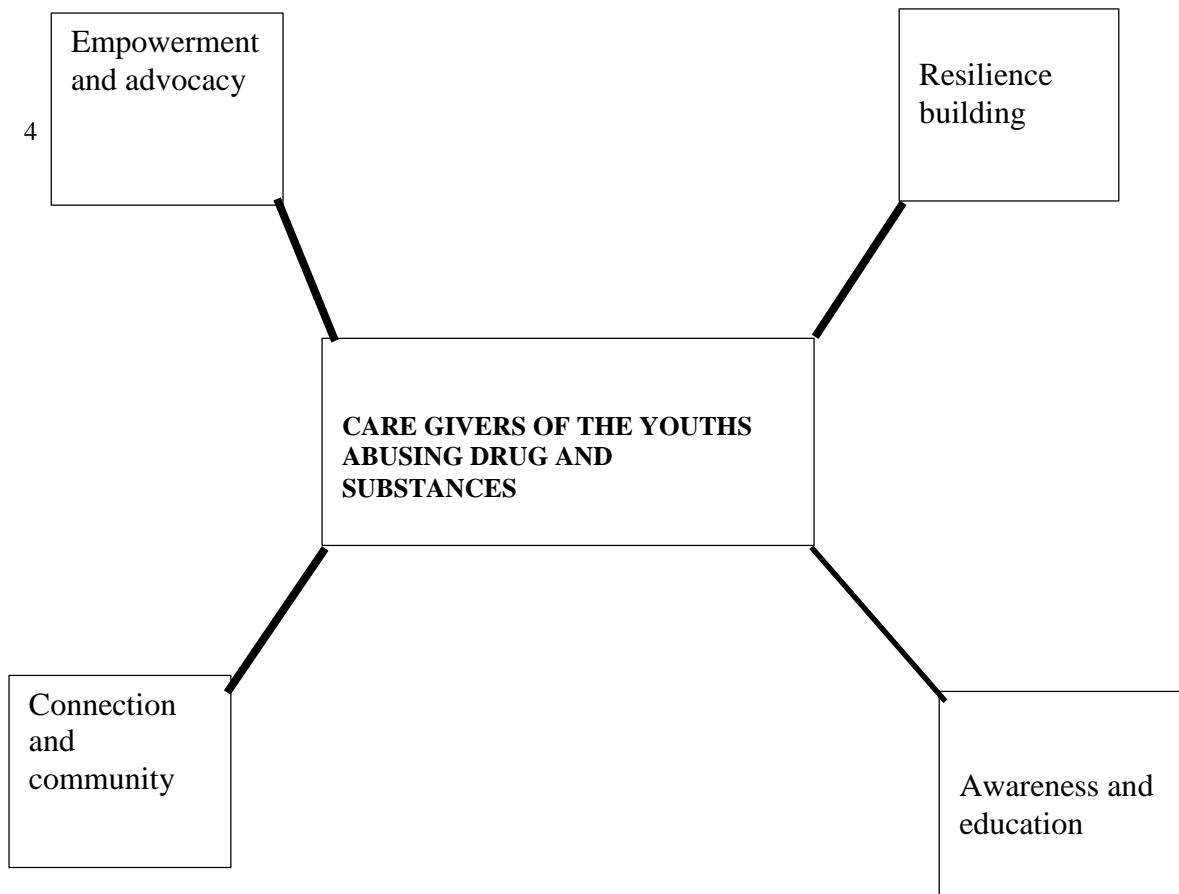 Empowerment
and advocacy
Resilience
building
4
CARE GIVERS OF THE YOUTHS
ABUSING DRUG AND
SUBSTANCES
Connection
and
community
Awareness and
education